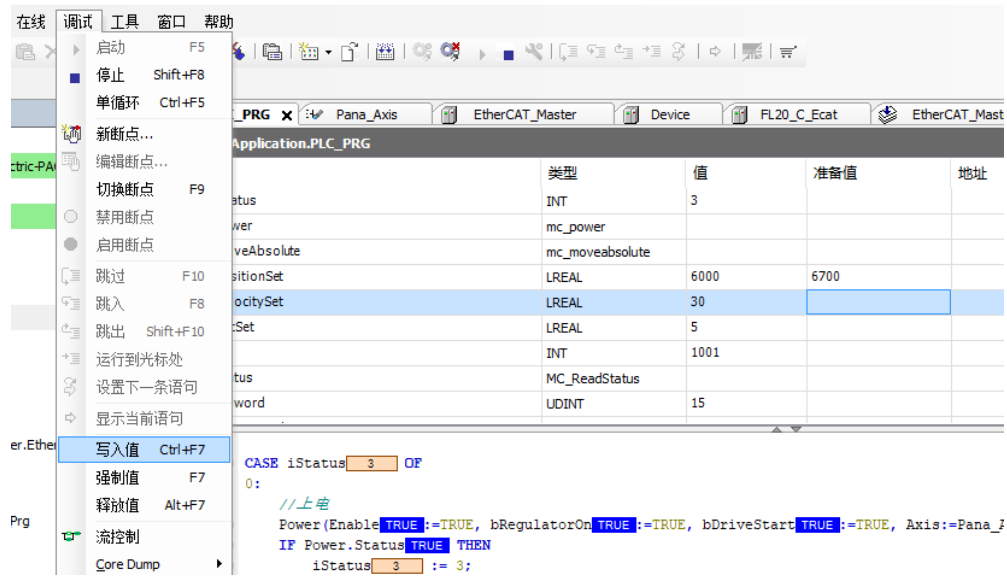 在线 调试 工具 窗口 帮助
启动 F5
停止 Shift+F8
单循环 Ctrl+F5
新断点...
编辑断点...
切换断点 F9
禁用断点
启用断点
跳过 F10
跳入 F8
跳出 Shift+F10
运行到光标处
设置下一条语句
显示当前语句
写入值 Ctrl+F7
强制值 F7
释放值 Alt+F7
流控制
Core Dump
ctric-PA
er.Ether
Prg
_PRG Pana_Axis EtherCAT_Master Device FL20_C_Ecat EtherCAT_Mast
Application.PLC_PRG
类型 值 准备值 地址
atus INT 3
wer mc_power
veAbsolute mc_moveabsolute
sitionSet LREAL 6000 6700
ocitySet LREAL 30
cSet LREAL 5
INT 1001
tus MC_ReadStatus
word UDINT 15
CASE iStatus 3 OF
0:
//上电
Power(Enable TRUE :=TRUE, bRegulatorOn TRUE :=TRUE, bDriveStart TRUE :=TRUE, Axis:=Pana_A
IF Power.Status TRUE THEN
iStatus 3 := 3;